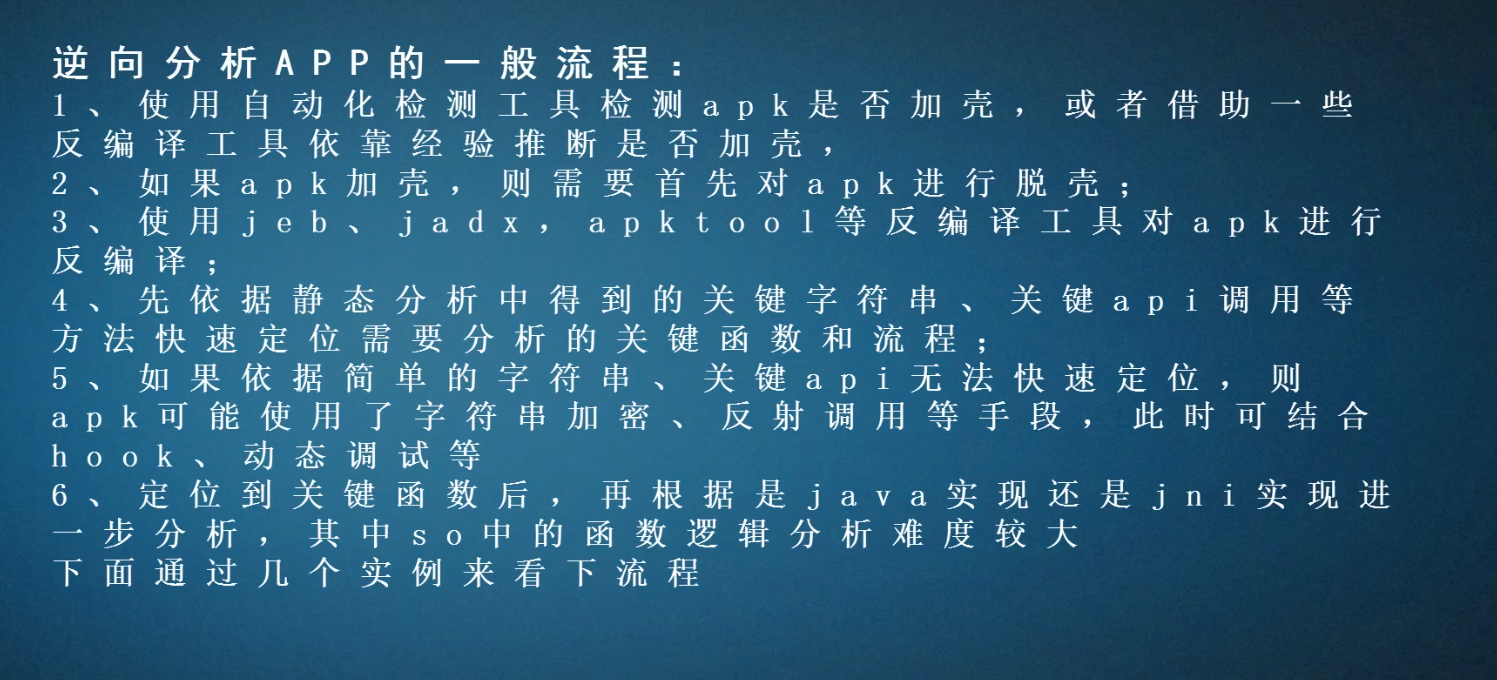 逆向分析APP的一般流程：
1、使用自动化检测工具检测apk是否加壳，或者借助一些
反编译工具依靠经验推断是否加壳，
2、如果apk加壳，则需要首先对apk进行脱壳；
3、使用jeb、jadx，apktool等反编译工具对apk进行
反编译；
4、先依据静态分析中得到的关键字符串、关键api调用等
方法快速定位需要分析的关键函数和流程；
5、如果依据简单的字符串、关键api无法快速定位，则
apk可能使用了字符串加密、反射调用等手段，此时可结合
hook、动态调试等
6、定位到关键函数后，再根据是java实现还是jni实现进
一步分析，其中so中的函数逻辑分析难度较大
下面通过几个实例来看下流程